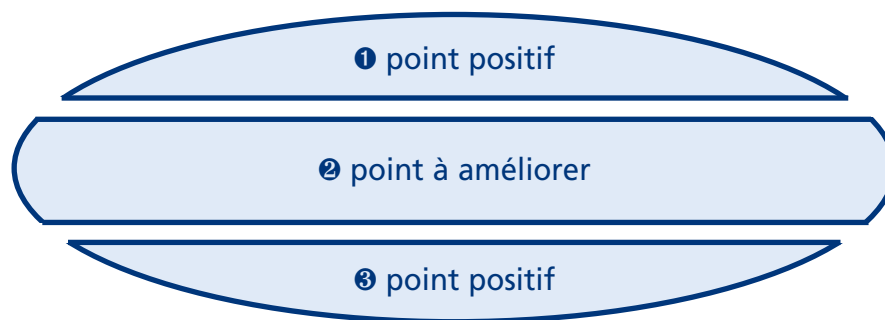 ❶ point positif
❷ point à améliorer
❸ point positif